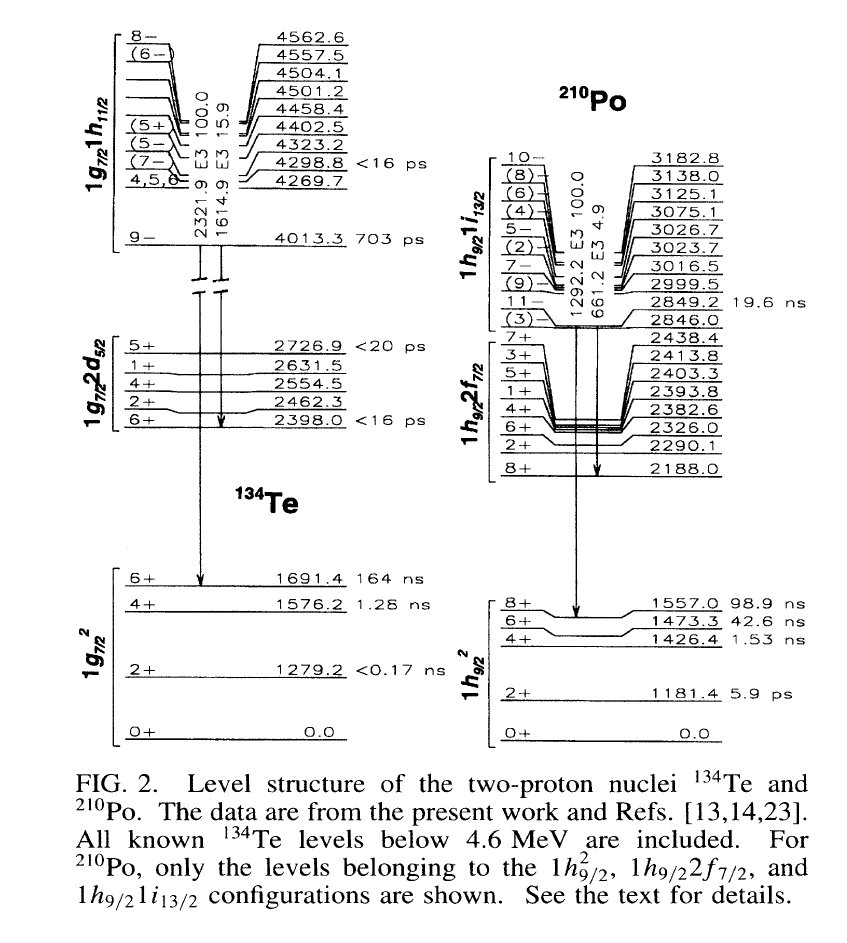 8- 4562.6
(6-) 4557.5
4504.1
4501.2
4458.4
(5+) 4402.5
(5-) 4323.2
(7-) 4298.8 <16 ps
4,5,6 4269.7
9- 4013.3 703 ps
2321.9 E3 100.0
1614.9 E3 15.9
1g7/21h11/2
5+ 2726.9 <20 ps
1+ 2631.5
4+ 2554.5
2+ 2462.3
6+ 2398.0 <16 ps
1g7/22d5/2
134Te
6+ 1691.4 164 ns
4+ 1576.2 1.28 ns
2+ 1279.2 <0.17 ns
0+ 0.0
1g7/2²
210Po
10- 3182.8
(8)- 3138.0
(6)- 3125.1
(4)- 3075.1
5- 3026.7
(2)- 3023.7
7- 3016.5
(9)- 2999.5
11- 2849.2 19.6 ns
(3)- 2846.0
1292.2 E3 100.0
661.2 E3 4.9
1h9/21i13/2
7+ 2438.4
3+ 2413.8
5+ 2403.3
1+ 2393.8
4+ 2382.6
6+ 2326.0
2+ 2290.1
8+ 2188.0
1h9/22f7/2
8+ 1557.0 98.9 ns
6+ 1473.3 42.6 ns
4+ 1426.4 1.53 ns
2+ 1181.4 5.9 ps
0+ 0.0
1h9/2²
FIG. 2. Level structure of the two-proton nuclei 134Te and
210Po. The data are from the present work and Refs. [13,14,23].
All known 134Te levels below 4.6 MeV are included. For
210Po, only the levels belonging to the 1h²9/2, 1h9/22f7/2, and
1h9/21i13/2 configurations are shown. See the text for details.